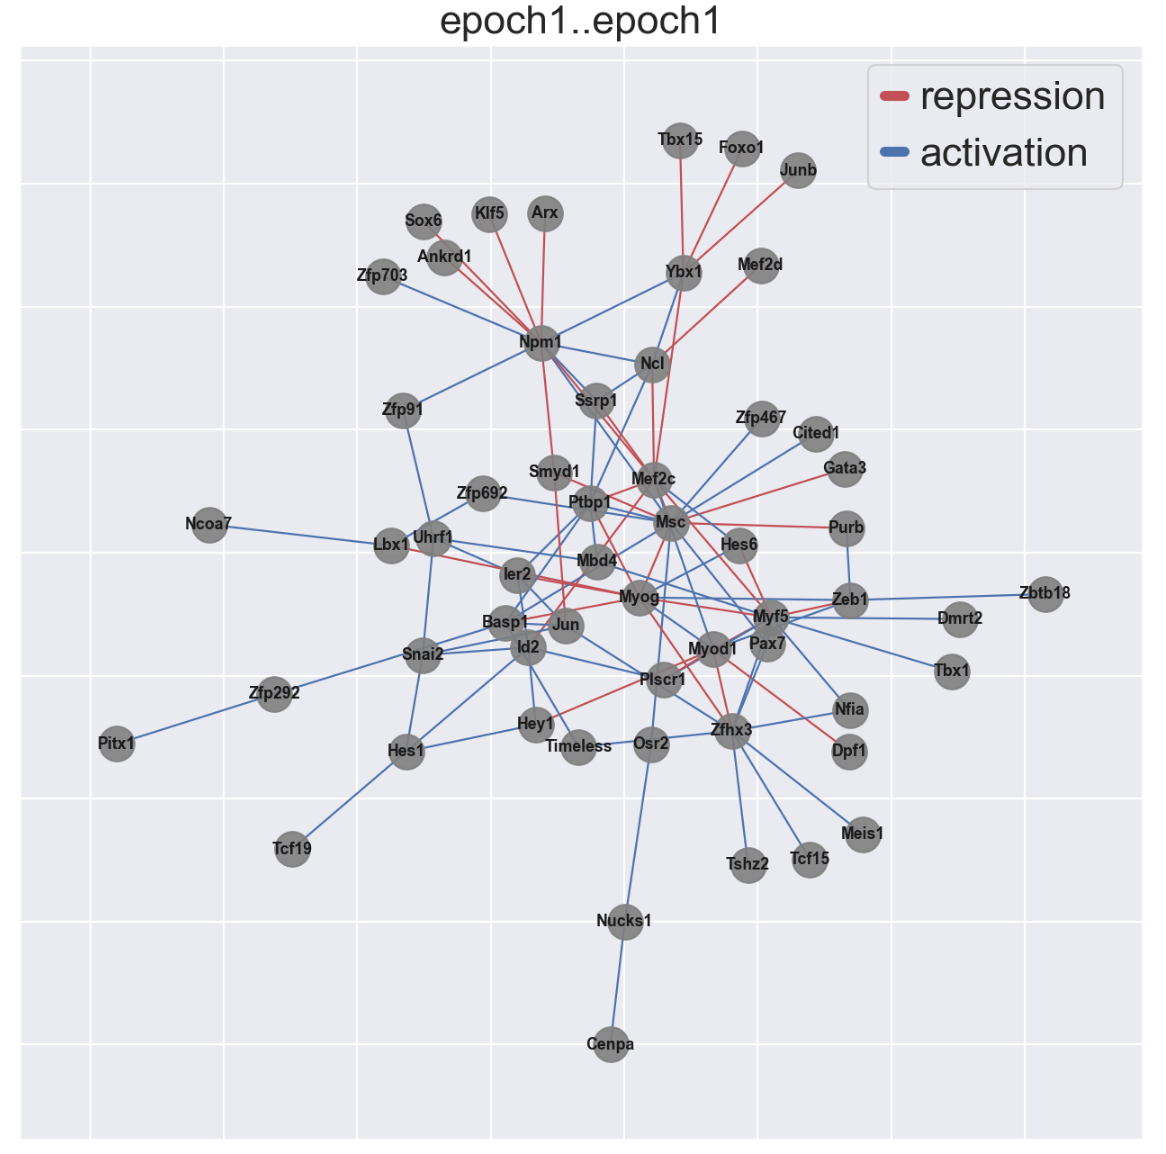 epoch1..epoch1
repression
activation
Tbx15
Foxo1
Junb
Sox6
Klf5
Arx
Ankrd1
Zfp703
Ybx1
Mef2d
Npm1
Ncl
Ssrp1
Zfp91
Zfp467
Cited1
Smyd1
Mef2c
Gata3
Zfp692
Ptbp1
Ncoa7
Msc
Purb
Lbx1
Uhrf1
Hes6
Mbd4
Ier2
Myog
Zeb1
Zbtb18
Basp1
Jun
Myf5
Dmrt2
Snai2
Id2
Myod1
Pax7
Plscr1
Tbx1
Zfp292
Nfia
Pitx1
Hey1
Hes1
Timeless
Osr2
Zfhx3
Dpf1
Tcf19
Meis1
Tshz2
Tcf15
Nucks1
Cenpa